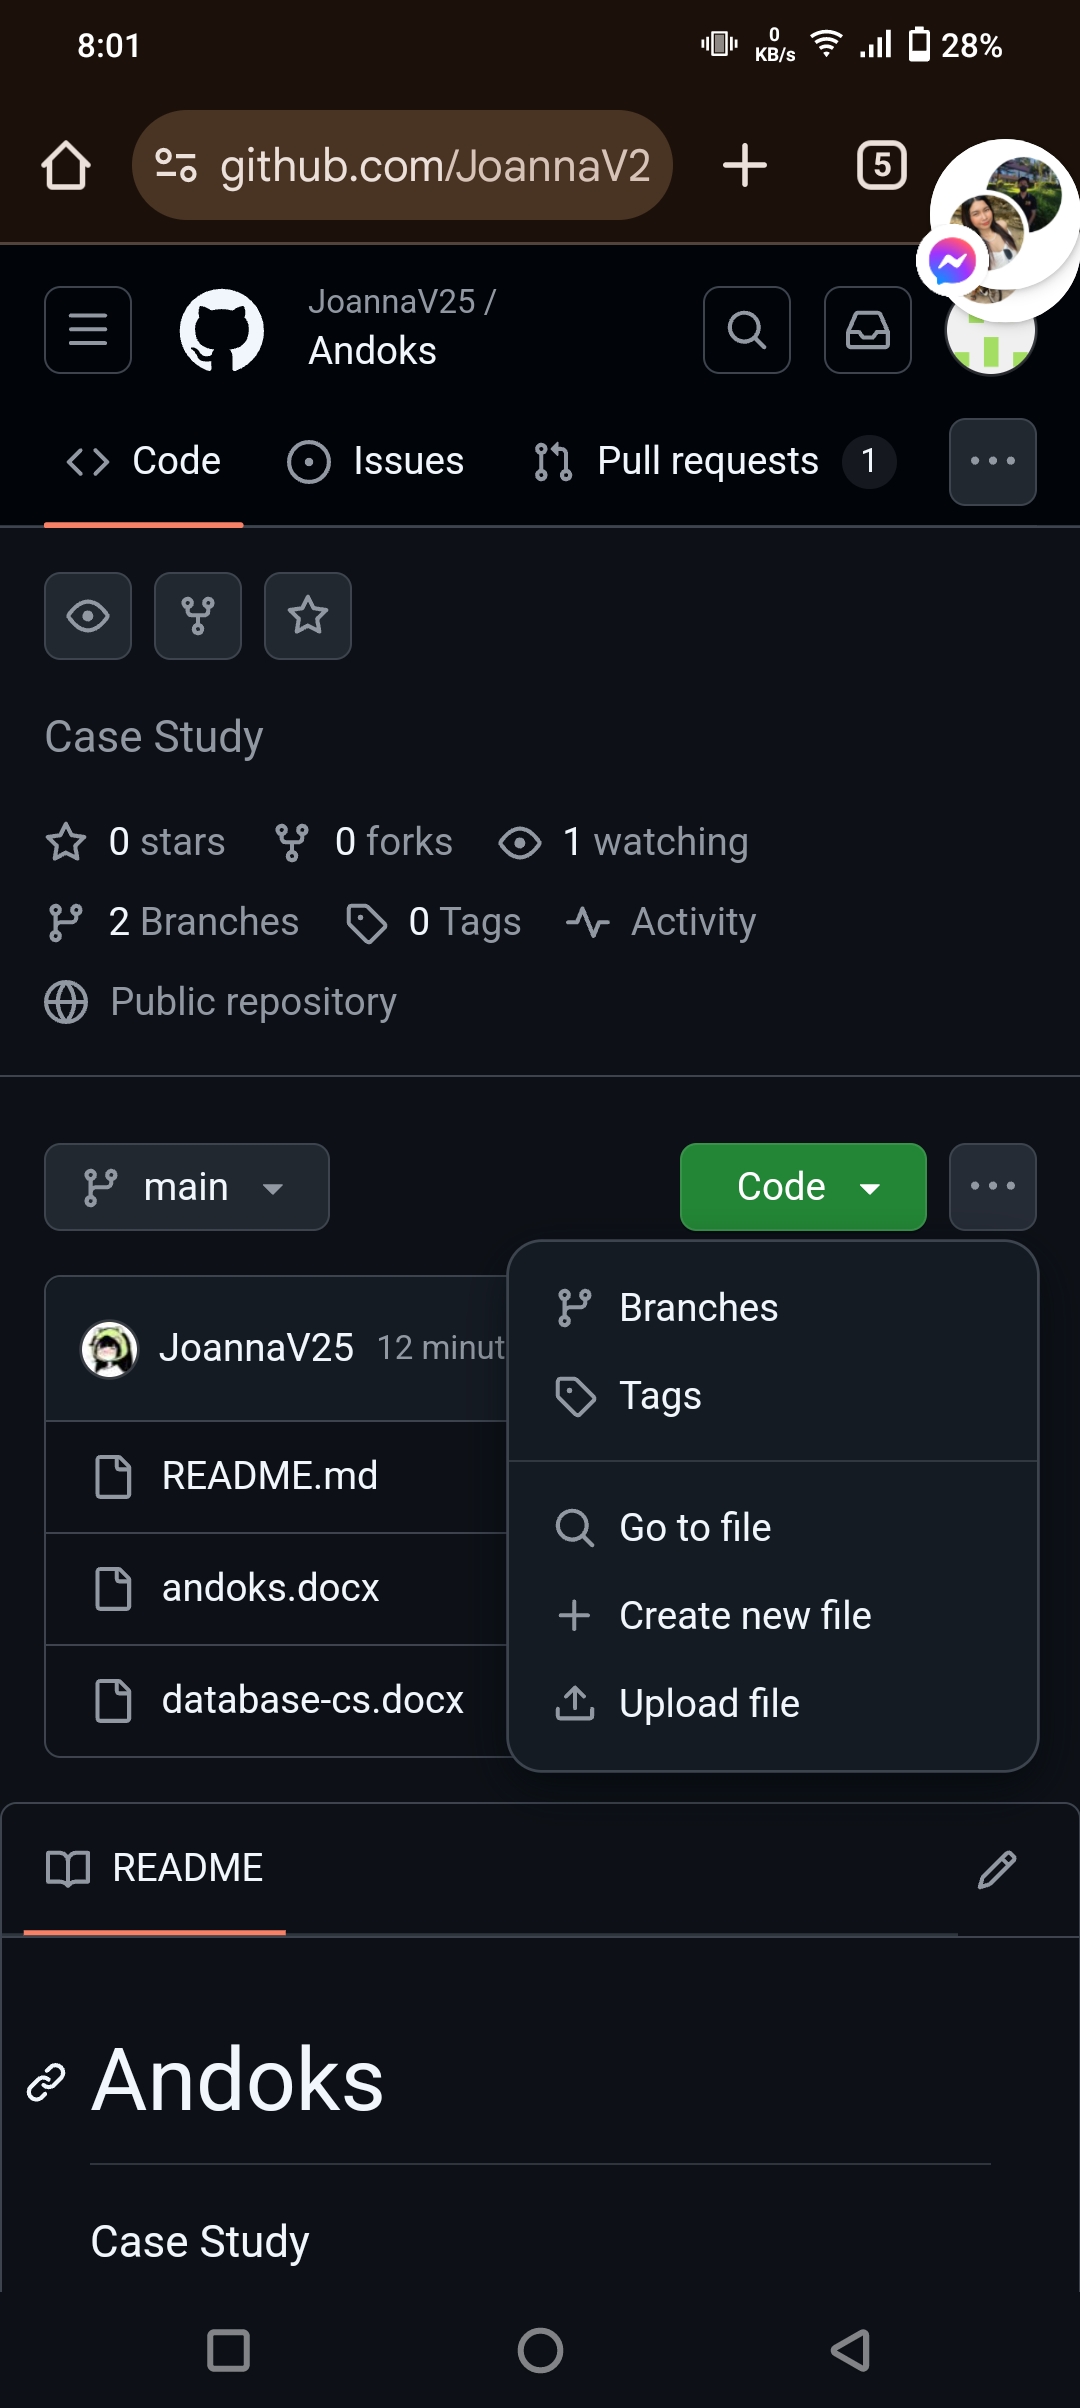 8:01
0
KB/s
28%
github.com/JoannaV2
5
JoannaV25 /
Andoks
Code
Issues
Pull requests 1
Case Study
0 stars
0 forks
1 watching
2 Branches
0 Tags
Activity
Public repository
main
Code
Branches
Tags
Go to file
Create new file
Upload file
JoannaV25 12 minut
README.md
andoks.docx
database-cs.docx
README
Andoks
Case Study